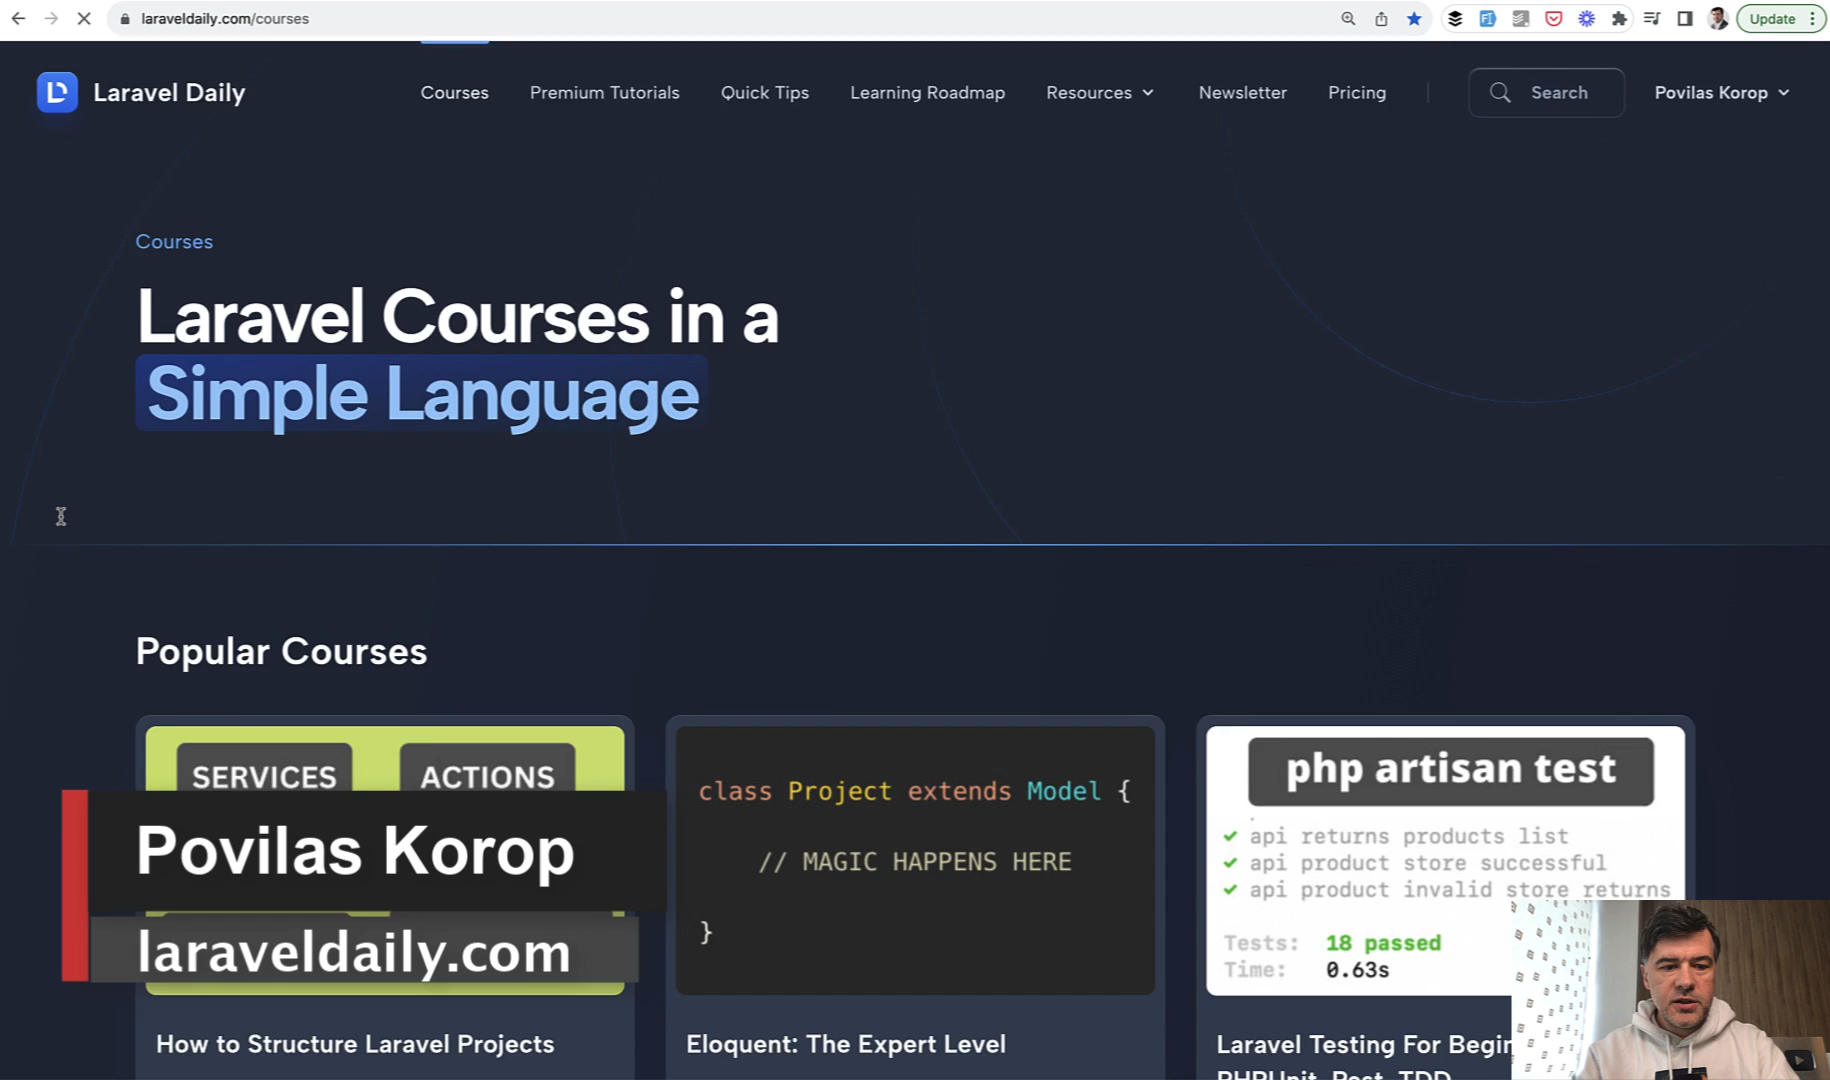 laraveldaily.com/courses
Update
Laravel Daily
Courses
Premium Tutorials
Quick Tips
Learning Roadmap
Resources
Newsletter
Pricing
Search
Povilas Korop
Courses
Laravel Courses in a
Simple Language
Popular Courses
SERVICES
ACTIONS
Povilas Korop
laraveldaily.com
How to Structure Laravel Projects
class Project extends Model {
// MAGIC HAPPENS HERE
}
Eloquent: The Expert Level
php artisan test
✓ api returns products list
✓ api product store successful
✓ api product invalid store returns
Tests: 18 passed
Time: 0.63s
Laravel Testing For Begin